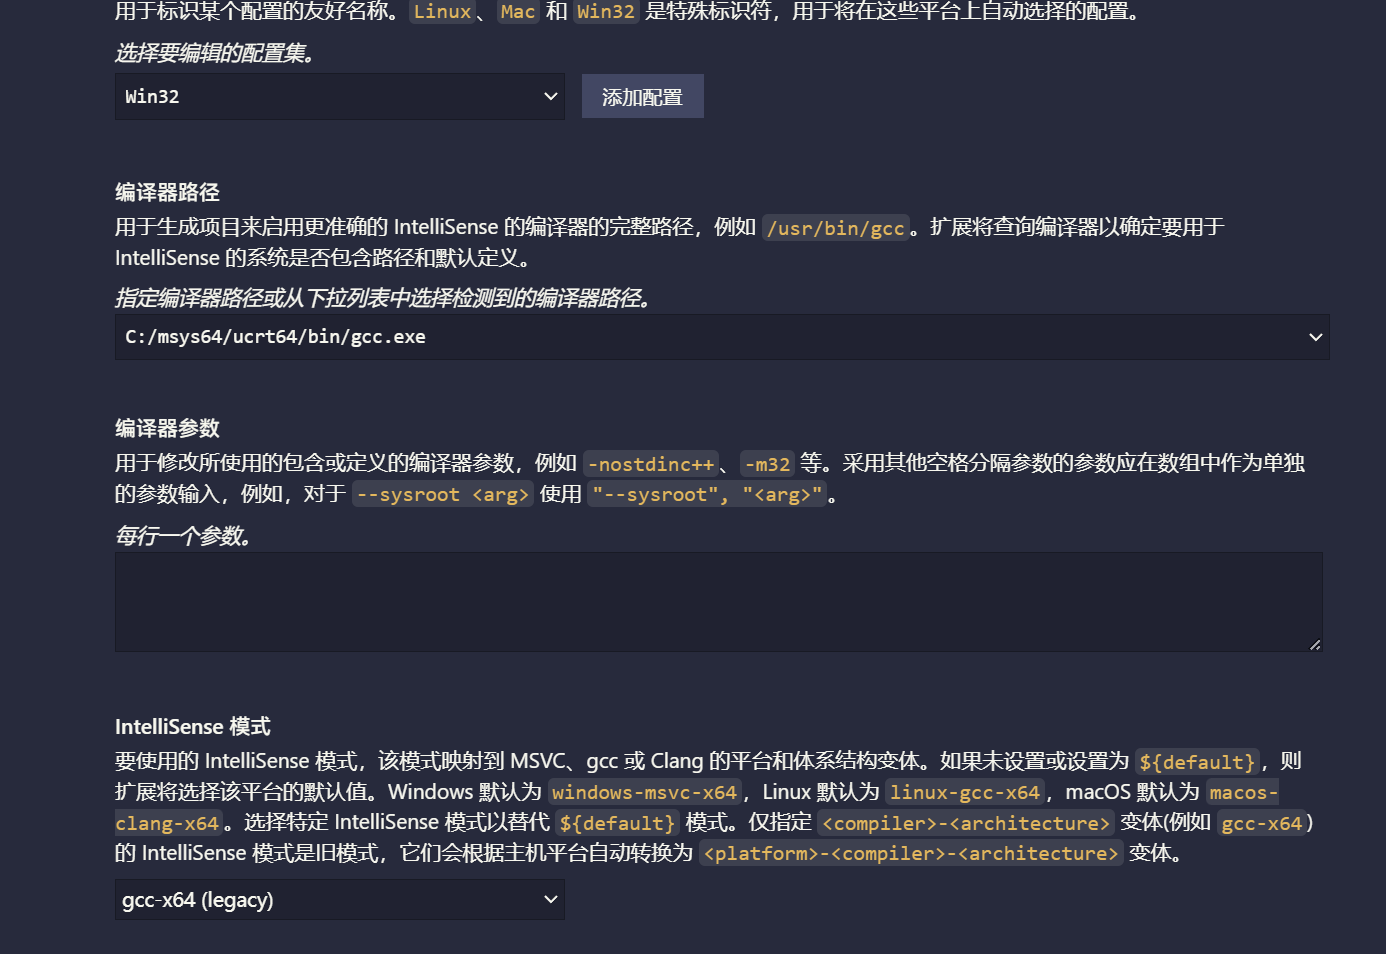 用于标识某个配置的友好名称。 Linux、 Mac 和 Win32 是特殊标识符，用于将在这些平台上自动选择的配置。
选择要编辑的配置集。
Win32
添加配置
编译器路径
用于生成项目来启用更准确的 IntelliSense 的编译器的完整路径，例如 /usr/bin/gcc。扩展将查询编译器以确定要用于
IntelliSense 的系统是否包含路径和默认定义。
指定编译器路径或从下拉列表中选择检测到的编译器路径。
C:/msys64/ucrt64/bin/gcc.exe
编译器参数
用于修改所使用的包含或定义的编译器参数，例如 -nostdinc++、 -m32 等。采用其他空格分隔参数的参数应在数组中作为单独
的参数输入，例如，对于 --sysroot <arg> 使用 "--sysroot", "<arg>"。
每行一个参数。
IntelliSense 模式
要使用的 IntelliSense 模式，该模式映射到 MSVC、gcc 或 Clang 的平台和体系结构变体。如果未设置或设置为 ${default}，则
扩展将选择该平台的默认值。Windows 默认为 windows-msvc-x64，Linux 默认为 linux-gcc-x64，macOS 默认为 macos-
clang-x64。选择特定 IntelliSense 模式以替代 ${default} 模式。仅指定 <compiler>-<architecture> 变体(例如 gcc-x64)
的 IntelliSense 模式是旧模式，它们会根据主机平台自动转换为 <platform>-<compiler>-<architecture> 变体。
gcc-x64 (legacy)